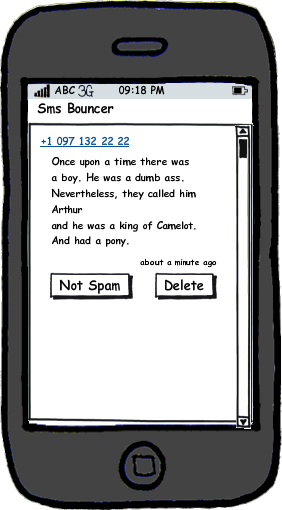 ABC 3G 09:18 PM
Sms Bouncer
+1 097 132 22 22
Once upon a time there was
a boy. He was a dumb ass.
Nevertheless, they called him
Arthur
and he was a king of Camelot.
And had a pony.
about a minute ago
Not Spam Delete